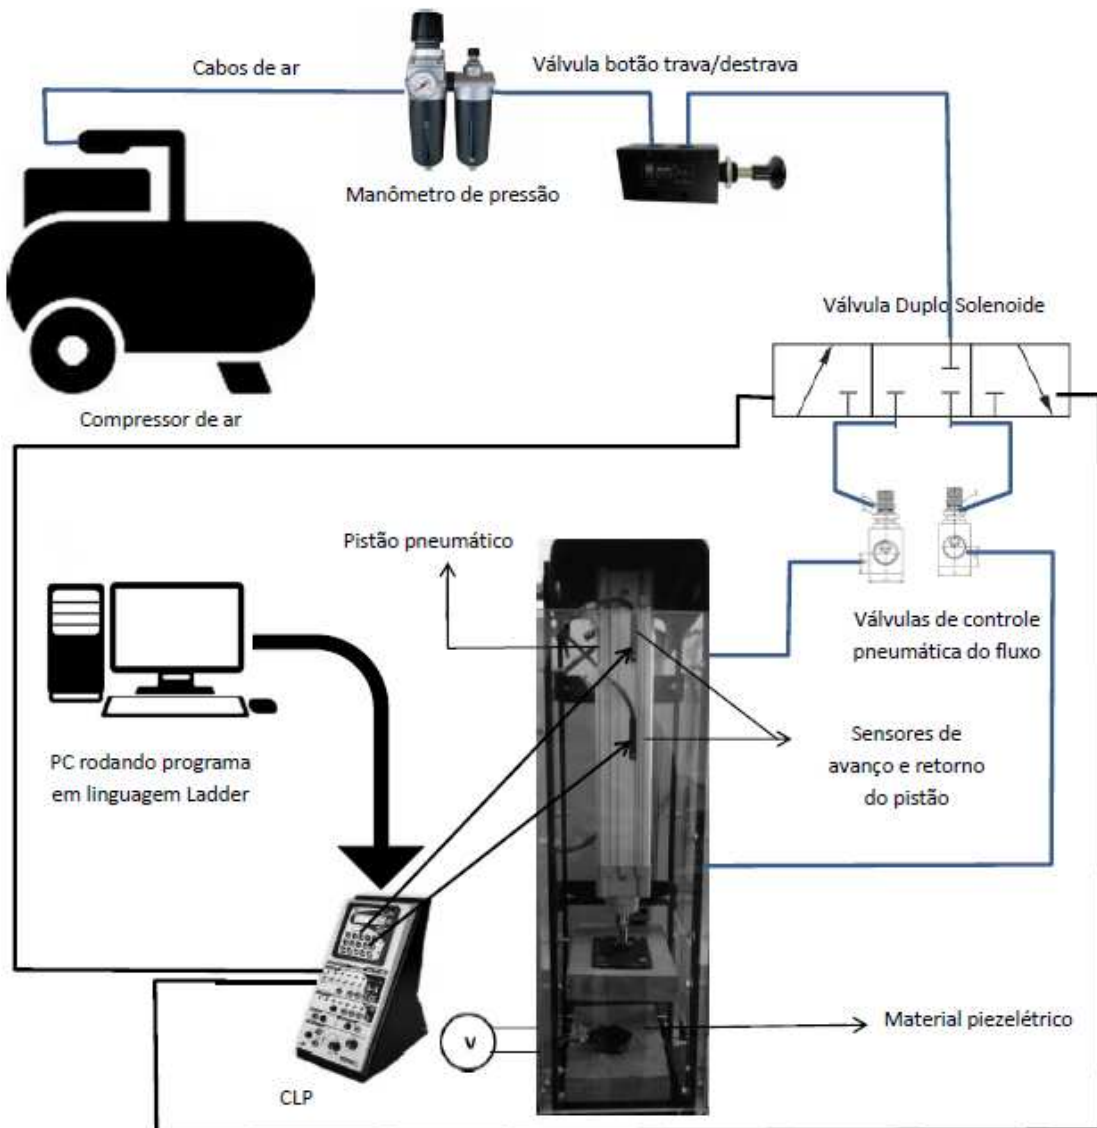 Cabos de ar
Válvula botão trava/destrava
Manômetro de pressão
Válvula Duplo Solenoide
Compressor de ar
Pistão pneumático
Válvulas de controle
pneumática do fluxo
PC rodando programa
em linguagem Ladder
Sensores de
avanço e retorno
do pistão
Material piezelétrico
V
CLP